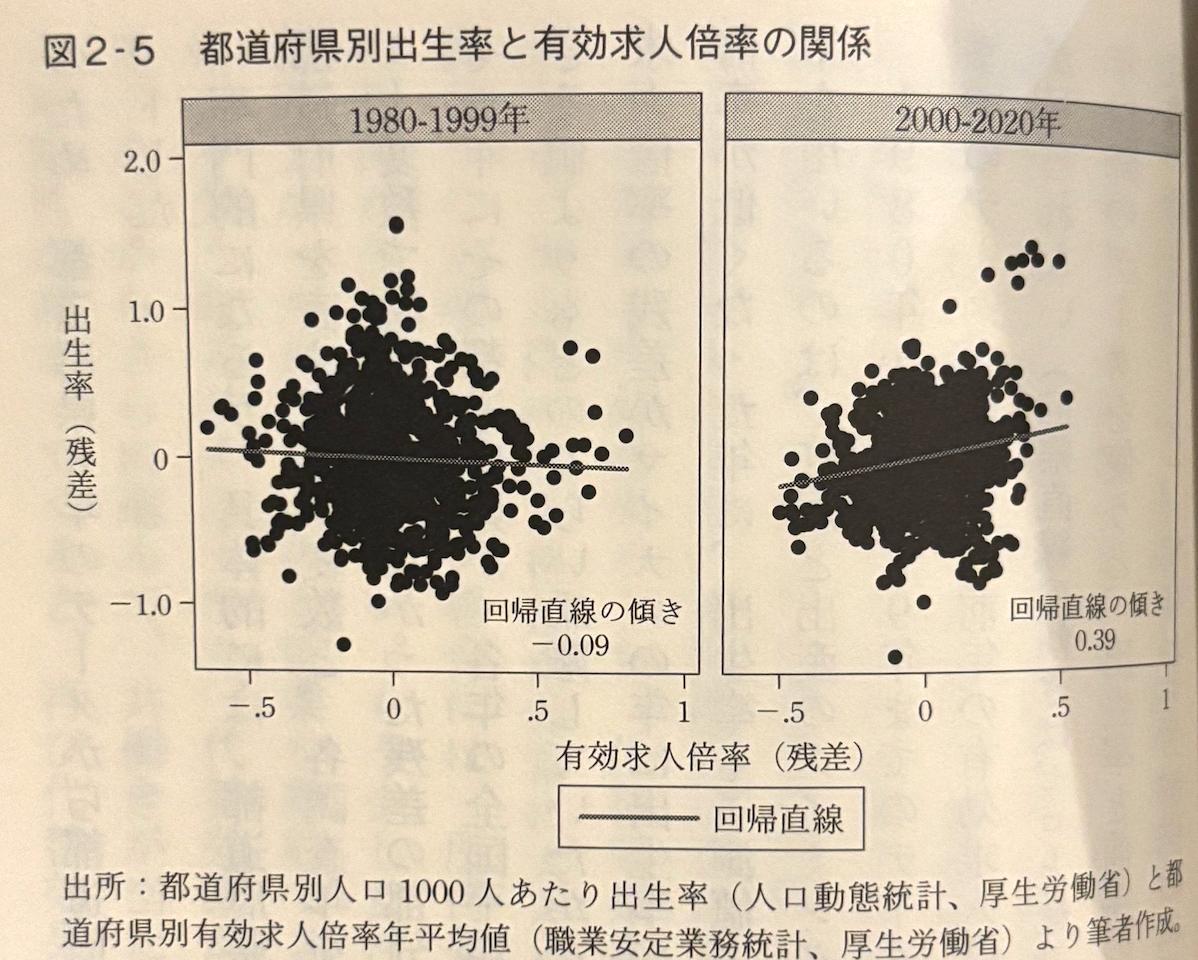 図2-5　都道府県別出生率と有効求人倍率の関係
1980-1999年
2000-2020年
2.0
1.0
0
－1.0
出生率（残差）
回帰直線の傾き
－0.09
回帰直線の傾き
0.39
－.5　0　.5　1
－.5　0　.5　1
有効求人倍率（残差）
回帰直線
出所：都道府県別人口1000人あたり出生率（人口動態統計、厚生労働省）と都
道府県別有効求人倍率年平均値（職業安定業務統計、厚生労働省）より筆者作成。